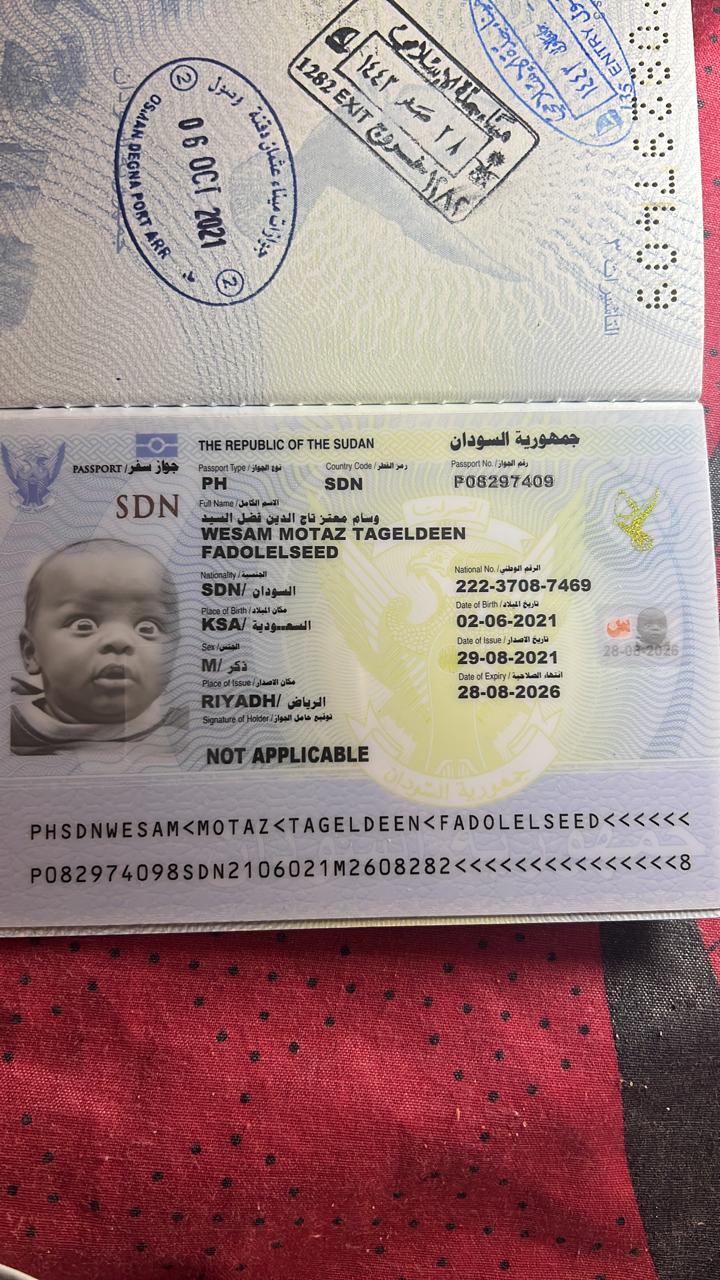 جوازات ميناء عثمان دقنة وصول
2
06 OCT 2021
OSMAN DEGNA PORT ARR
2
ميناء جدة الإسلامي
٢٨ صفر ١٤٤٣
1282 EXIT خروج ١٢٨٢
ENTRY
١٤٤٢
التأشيرات
P08297409
THE REPUBLIC OF THE SUDAN جمهورية السودان
PASSPORT / جواز سفر
SDN
Passport Type / نوع الجواز Country Code / رمز القطر Passport No. / رقم الجواز
PH SDN P08297409
Full Name / الاسم الكامل
وسام معتز تاج الدين فضل السيد
WESAM MOTAZ TAGELDEEN
FADOLELSEED
Nationality / الجنسية National No. / الرقم الوطني
SDN/ السودان 222-3708-7469
Place of Birth / مكان الميلاد Date of Birth / تاريخ الميلاد
KSA/ السعودية 02-06-2021
Sex / الجنس Date of Issue / تاريخ الاصدار
M/ ذكر 29-08-2021
Place of Issue / مكان الاصدار Date of Expiry / انتهاء الصلاحية
RIYADH/ الرياض 28-08-2026
س
28-08-2026
Signature of Holder / توقيع حامل الجواز
NOT APPLICABLE
جمهورية السودان
PHSDNWESAM<MOTAZ<TAGELDEEN<FADOLELSEED<<<<<<
P082974098SDN2106021M2608282<<<<<<<<<<<<<<<8